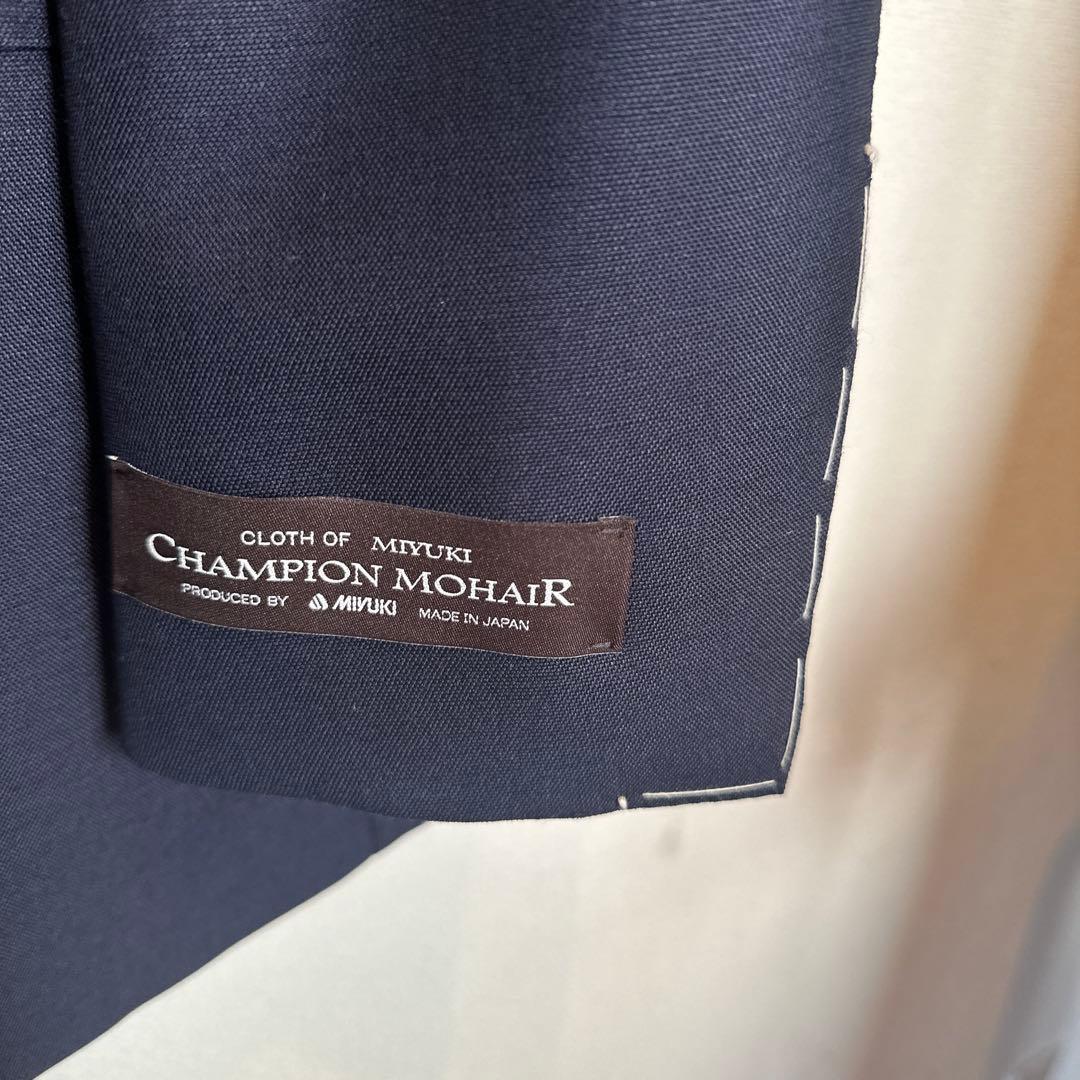 CLOTH OF MIYUKI
CHAMPION MOHAIR
PRODUCED BY MIYUKI MADE IN JAPAN